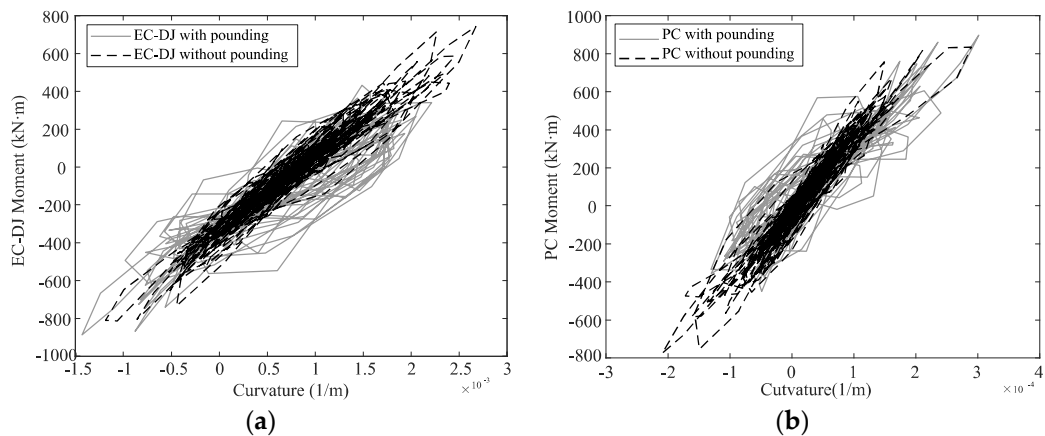 800
600
400
200
0
-200
-400
-600
-800
-1000
EC-DJ Moment (kN·m)
EC-DJ with pounding
EC-DJ without pounding
-1.5 -1 -0.5 0 0.5 1 1.5 2 2.5 3
×10⁻³
Curvature (1/m)
(a)
1000
800
600
400
200
0
-200
-400
-600
-800
PC Moment (kN·m)
PC with pounding
PC without pounding
-3 -2 -1 0 1 2 3 4
×10⁻⁴
Cutvature(1/m)
(b)